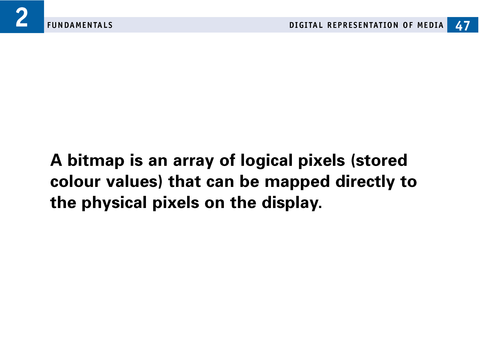 2 FUNDAMENTALS DIGITAL REPRESENTATION OF MEDIA 47
A bitmap is an array of logical pixels (stored
colour values) that can be mapped directly to
the physical pixels on the display.